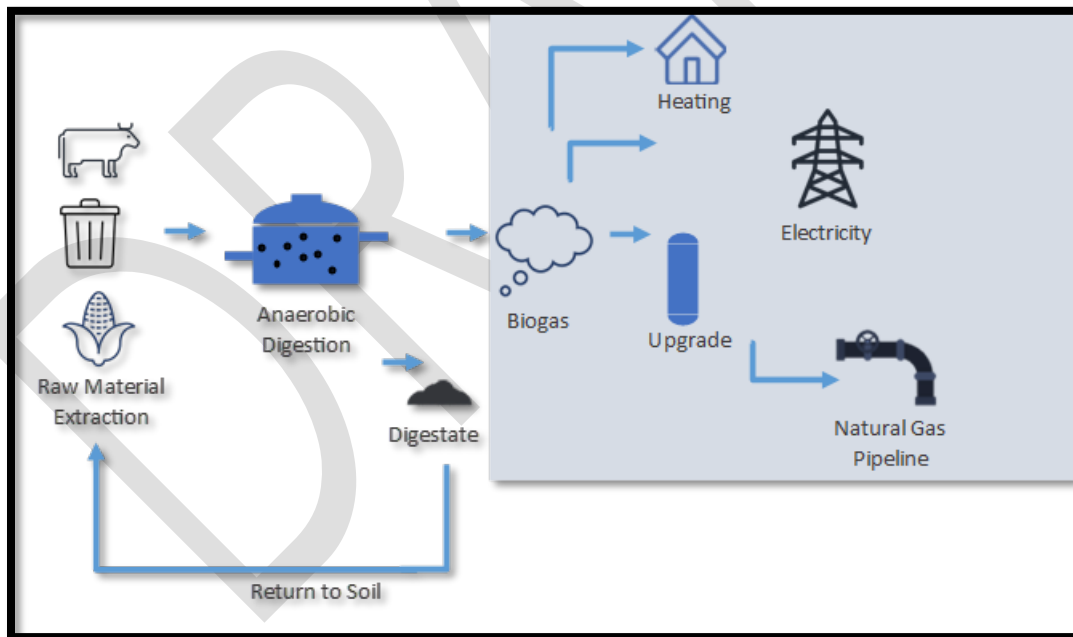 Heating
Electricity
Biogas
Upgrade
Anaerobic
Digestion
Raw Material
Extraction
Digestate
Natural Gas
Pipeline
Return to Soil